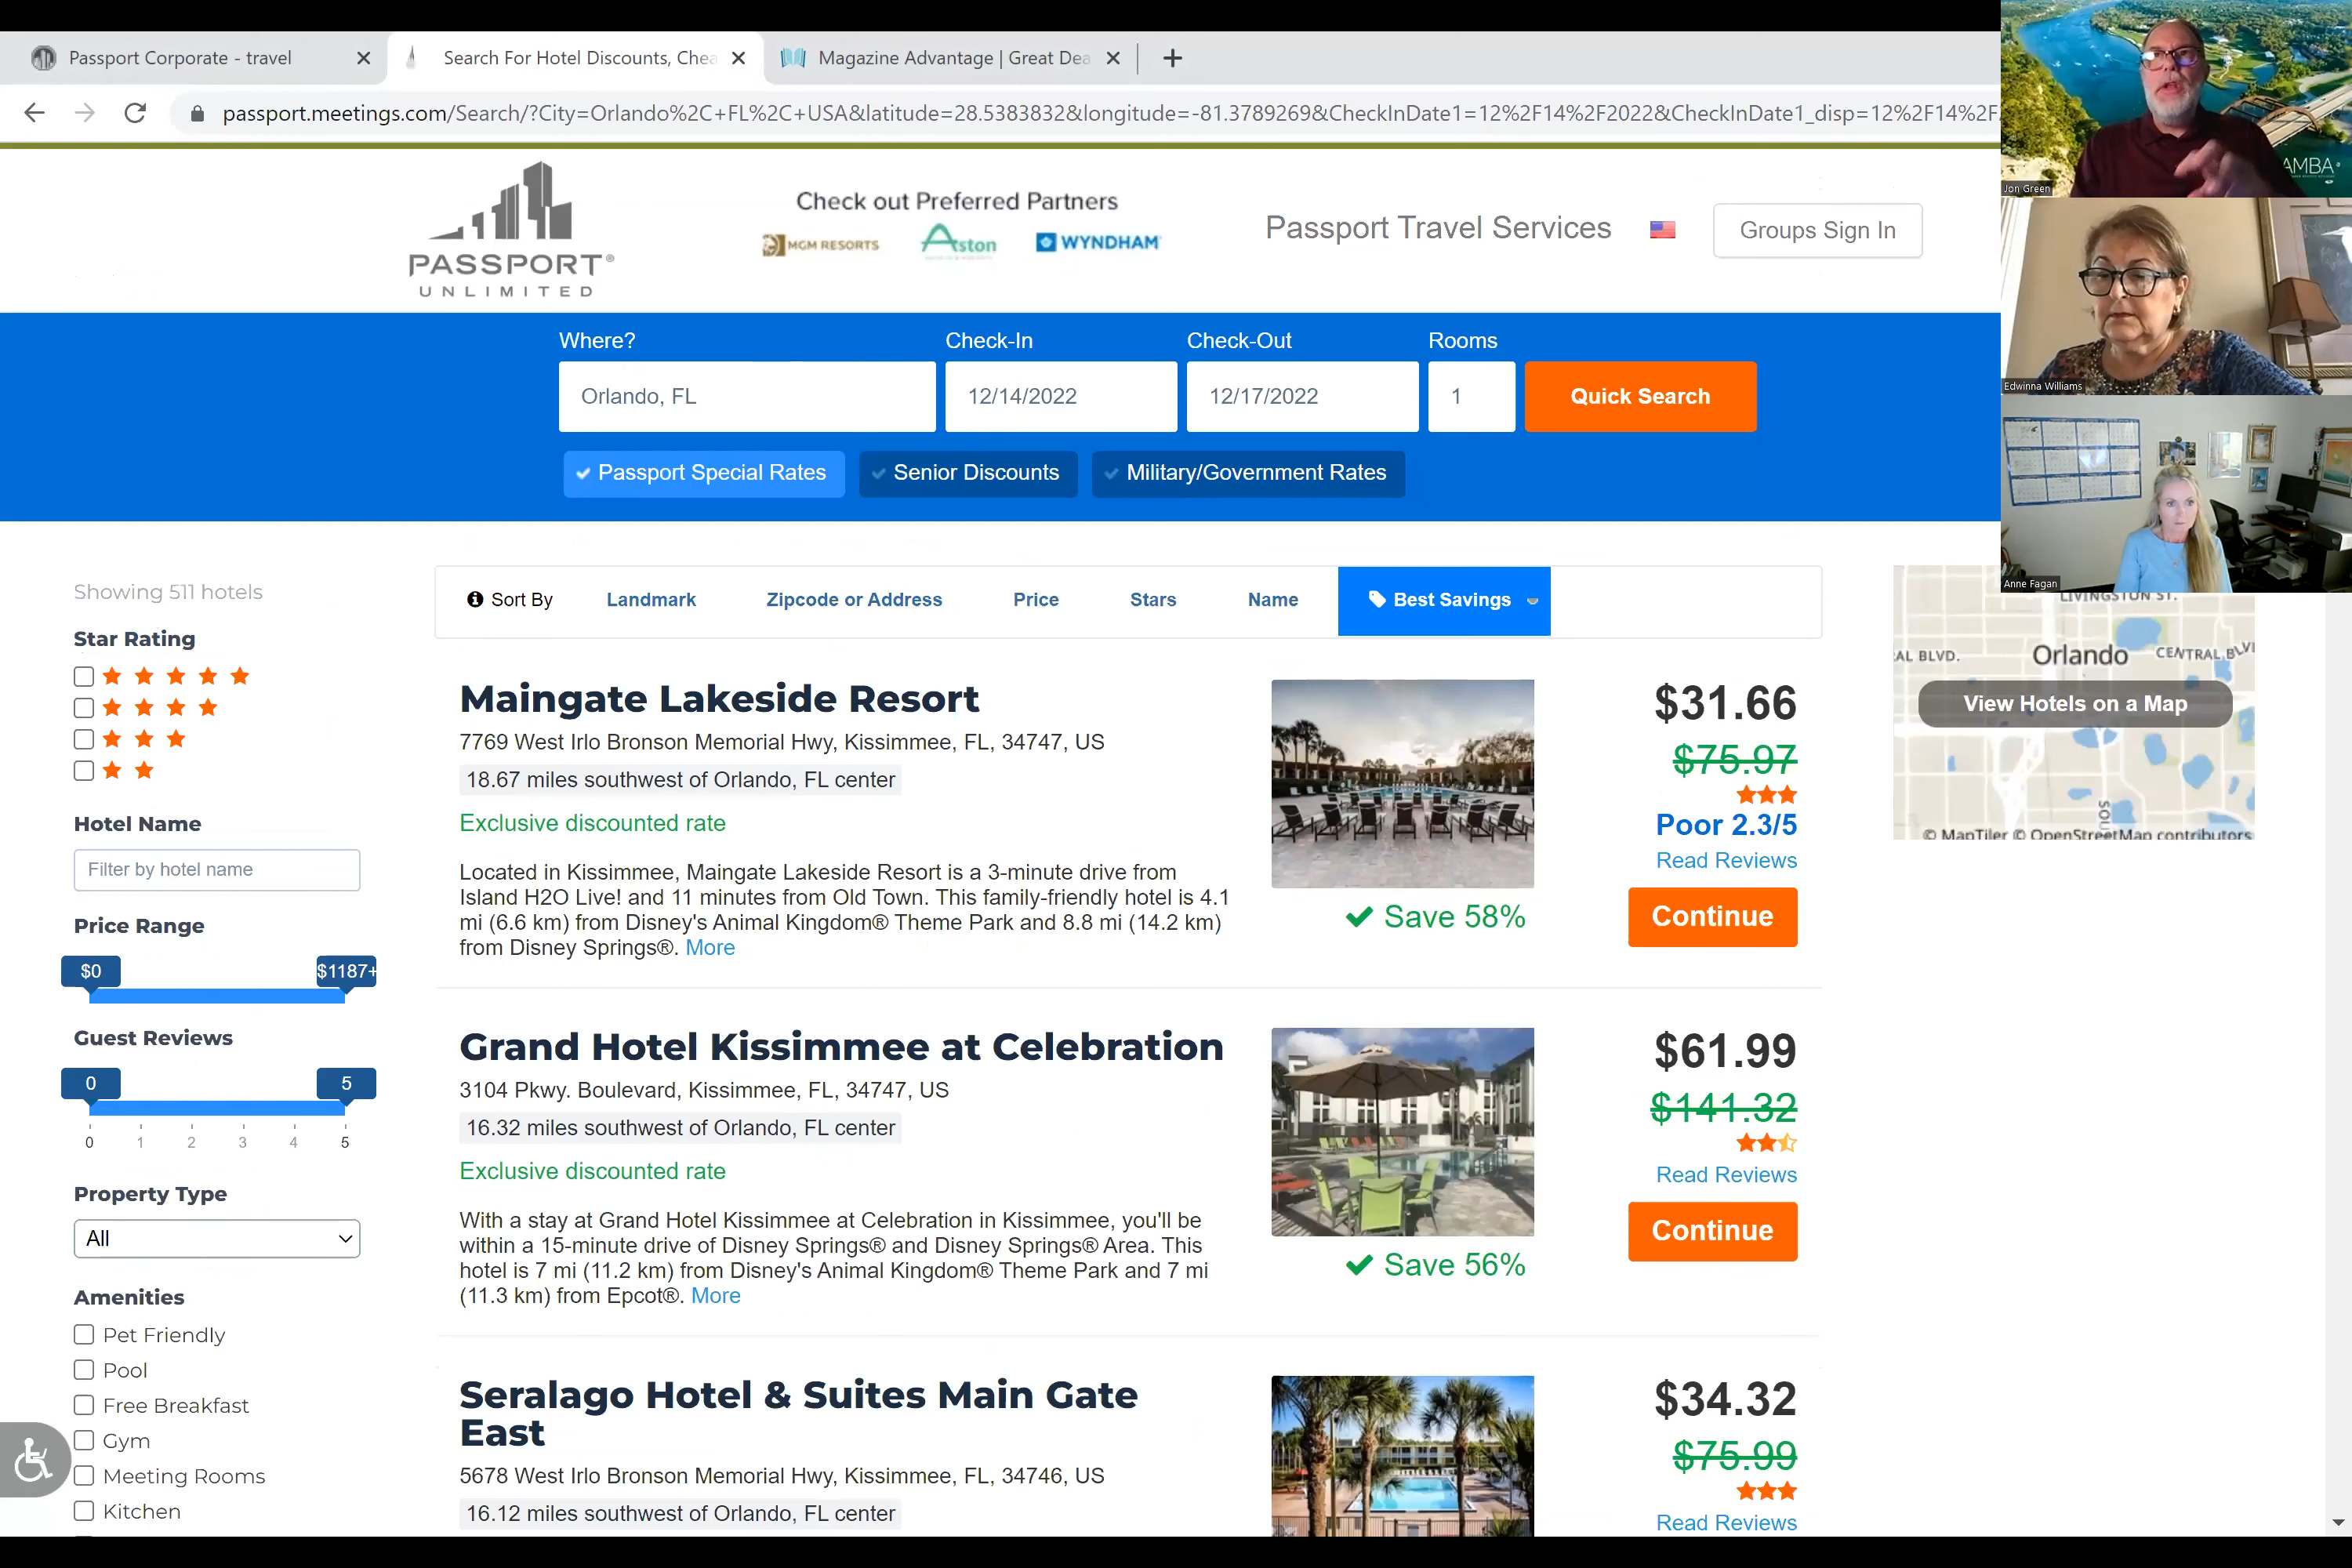 Passport Corporate - travel
Search For Hotel Discounts, Chea
Magazine Advantage | Great Dea
passport.meetings.com/Search/?City=Orlando%2C+FL%2C+USA&latitude=28.5383832&longitude=-81.3789269&CheckInDate1=12%2F14%2F2022&CheckInDate1_disp=12%2F14%2F
PASSPORT®
UNLIMITED
Check out Preferred Partners
MGM RESORTS
Aston
WYNDHAM
Passport Travel Services
Groups Sign In
AMBA
Jon Green
Edwinna Williams
Anne Fagan
Where?
Check-In
Check-Out
Rooms
Orlando, FL
12/14/2022
12/17/2022
1
Quick Search
Passport Special Rates
Senior Discounts
Military/Government Rates
Showing 511 hotels
Star Rating
Hotel Name
Filter by hotel name
Price Range
$0
$1187+
Guest Reviews
0
5
0 1 2 3 4 5
Property Type
All
Amenities
Pet Friendly
Pool
Free Breakfast
Gym
Meeting Rooms
Kitchen
Sort By
Landmark
Zipcode or Address
Price
Stars
Name
Best Savings
Maingate Lakeside Resort
7769 West Irlo Bronson Memorial Hwy, Kissimmee, FL, 34747, US
18.67 miles southwest of Orlando, FL center
Exclusive discounted rate
Located in Kissimmee, Maingate Lakeside Resort is a 3-minute drive from
Island H2O Live! and 11 minutes from Old Town. This family-friendly hotel is 4.1
mi (6.6 km) from Disney's Animal Kingdom® Theme Park and 8.8 mi (14.2 km)
from Disney Springs®. More
Save 58%
$31.66
$75.97
Poor 2.3/5
Read Reviews
Continue
Grand Hotel Kissimmee at Celebration
3104 Pkwy. Boulevard, Kissimmee, FL, 34747, US
16.32 miles southwest of Orlando, FL center
Exclusive discounted rate
With a stay at Grand Hotel Kissimmee at Celebration in Kissimmee, you'll be
within a 15-minute drive of Disney Springs® and Disney Springs® Area. This
hotel is 7 mi (11.2 km) from Disney's Animal Kingdom® Theme Park and 7 mi
(11.3 km) from Epcot®. More
Save 56%
$61.99
$141.32
Read Reviews
Continue
Seralago Hotel & Suites Main Gate
East
5678 West Irlo Bronson Memorial Hwy, Kissimmee, FL, 34746, US
16.12 miles southwest of Orlando, FL center
$34.32
$75.99
Read Reviews
LIVINGSTON ST.
AL BLVD.
Orlando
CENTRAL BLV
View Hotels on a Map
SOU
© MapTiler © OpenStreetMap contributors